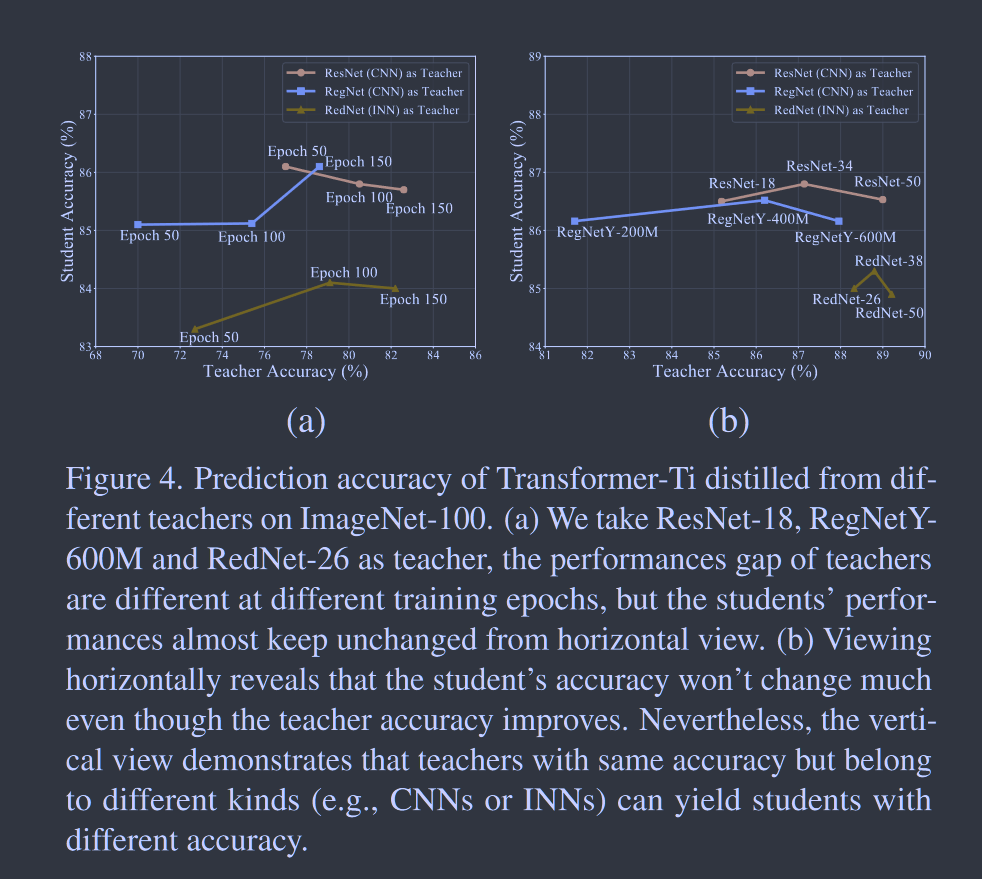 88
87
86
85
84
83
68
70
72
74
76
78
80
82
84
86
Student Accuracy (%)
Teacher Accuracy (%)
ResNet (CNN) as Teacher
RegNet (CNN) as Teacher
RedNet (INN) as Teacher
Epoch 50
Epoch 150
Epoch 100
Epoch 150
Epoch 50
Epoch 100
Epoch 100
Epoch 150
Epoch 50
(a)
89
88
87
86
85
84
81
82
83
84
85
86
87
88
89
90
Student Accuracy (%)
Teacher Accuracy (%)
ResNet (CNN) as Teacher
RegNet (CNN) as Teacher
RedNet (INN) as Teacher
ResNet-34
ResNet-18
ResNet-50
RegNetY-400M
RegNetY-200M
RegNetY-600M
RedNet-38
RedNet-26
RedNet-50
(b)
Figure 4. Prediction accuracy of Transformer-Ti distilled from dif-
ferent teachers on ImageNet-100. (a) We take ResNet-18, RegNetY-
600M and RedNet-26 as teacher, the performances gap of teachers
are different at different training epochs, but the students’ perfor-
mances almost keep unchanged from horizontal view. (b) Viewing
horizontally reveals that the student’s accuracy won’t change much
even though the teacher accuracy improves. Nevertheless, the verti-
cal view demonstrates that teachers with same accuracy but belong
to different kinds (e.g., CNNs or INNs) can yield students with
different accuracy.